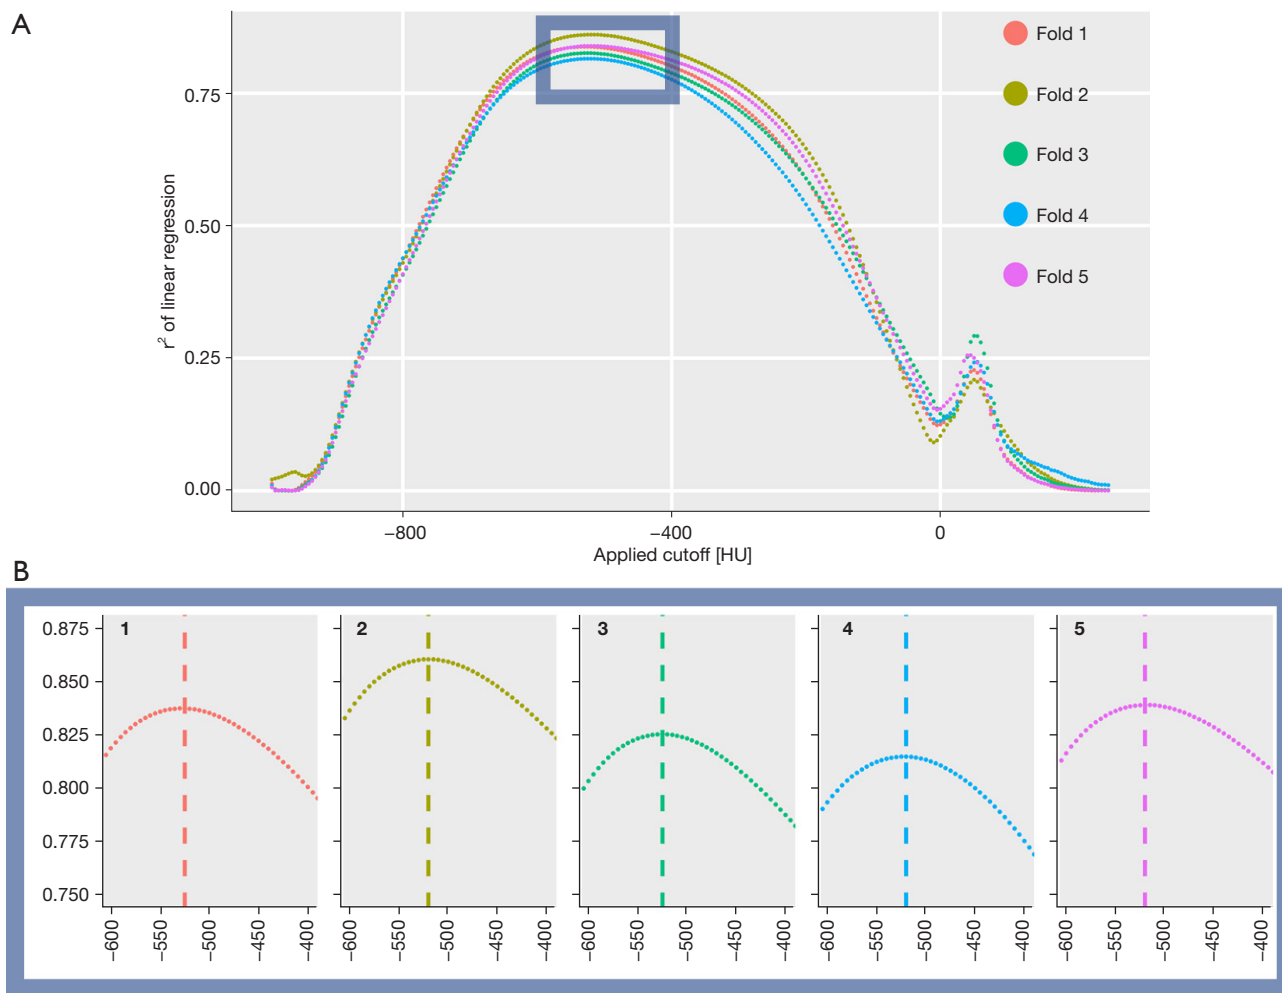 A
Fold 1
Fold 2
Fold 3
Fold 4
Fold 5
r² of linear regression
0.75
0.50
0.25
0.00
−800 −400 0
Applied cutoff [HU]
B
1 2 3 4 5
0.875
0.850
0.825
0.800
0.775
0.750
−600 −550 −500 −450 −400 −600 −550 −500 −450 −400 −600 −550 −500 −450 −400 −600 −550 −500 −450 −400 −600 −550 −500 −450 −400